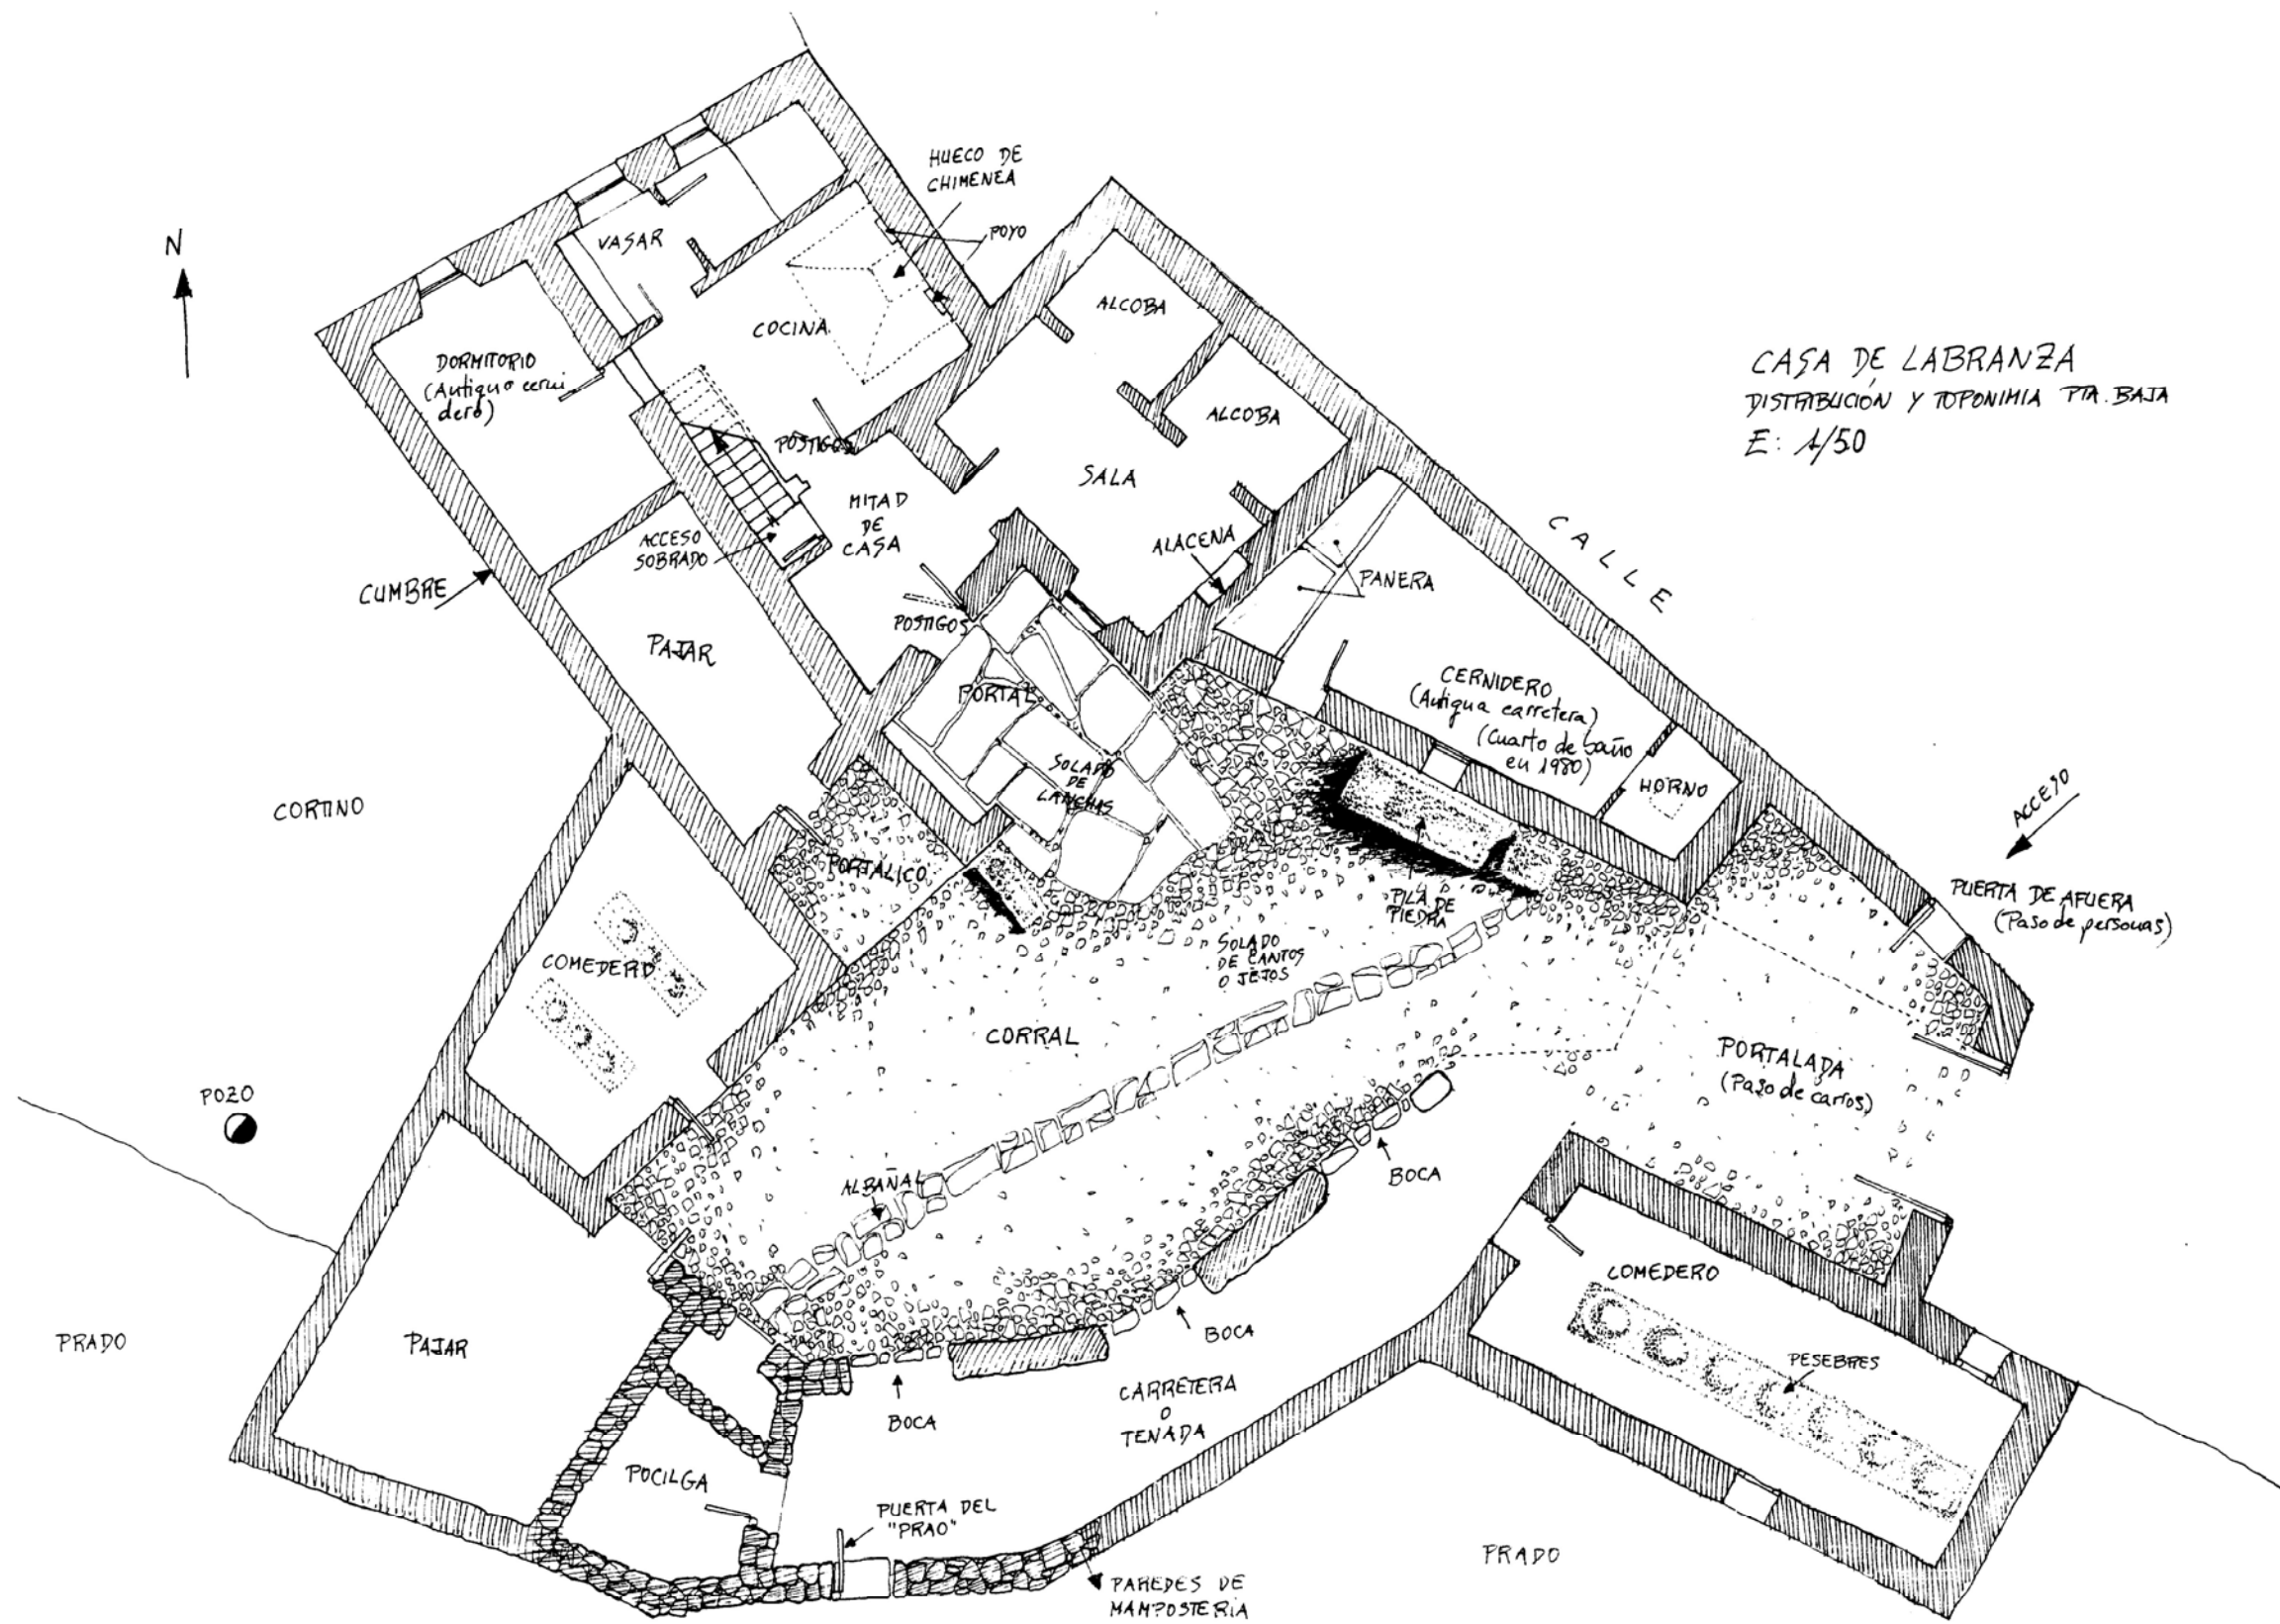 N
HUECO DE
CHIMENEA
POYO
VASAR
COCINA
ALCOBA
DORMITORIO
(Antiguo cerni
dero)
ALCOBA
CASA DE LABRANZA
DISTRIBUCIÓN Y TOPONIMIA PTA. BAJA
E: 1/50
POSTIGOS
SALA
MITAD
DE
CASA
ACCESO
SOBRADO
ALACENA
CALLE
PANERA
CUMBRE
POSTIGOS
PAJAR
PORTAL
CERNIDERO
(Antigua carretera)
(Cuarto de baño
en 1980)
SOLADO
DE
LANCHAS
HORNO
CORTINO
ACCESO
PORTALICO
PILA DE
PIEDRA
PUERTA DE AFUERA
(Paso de personas)
COMEDERO
SOLADO
DE CANTOS
O JEJOS
CORRAL
PORTALADA
(Paso de carros)
POZO
BOCA
ALBAÑAL
COMEDERO
PRADO
PAJAR
BOCA
PESEBRES
CARRETERA
O
TENADA
BOCA
POCILGA
PUERTA DEL
"PRAO"
PRADO
PAREDES DE
MAMPOSTERIA